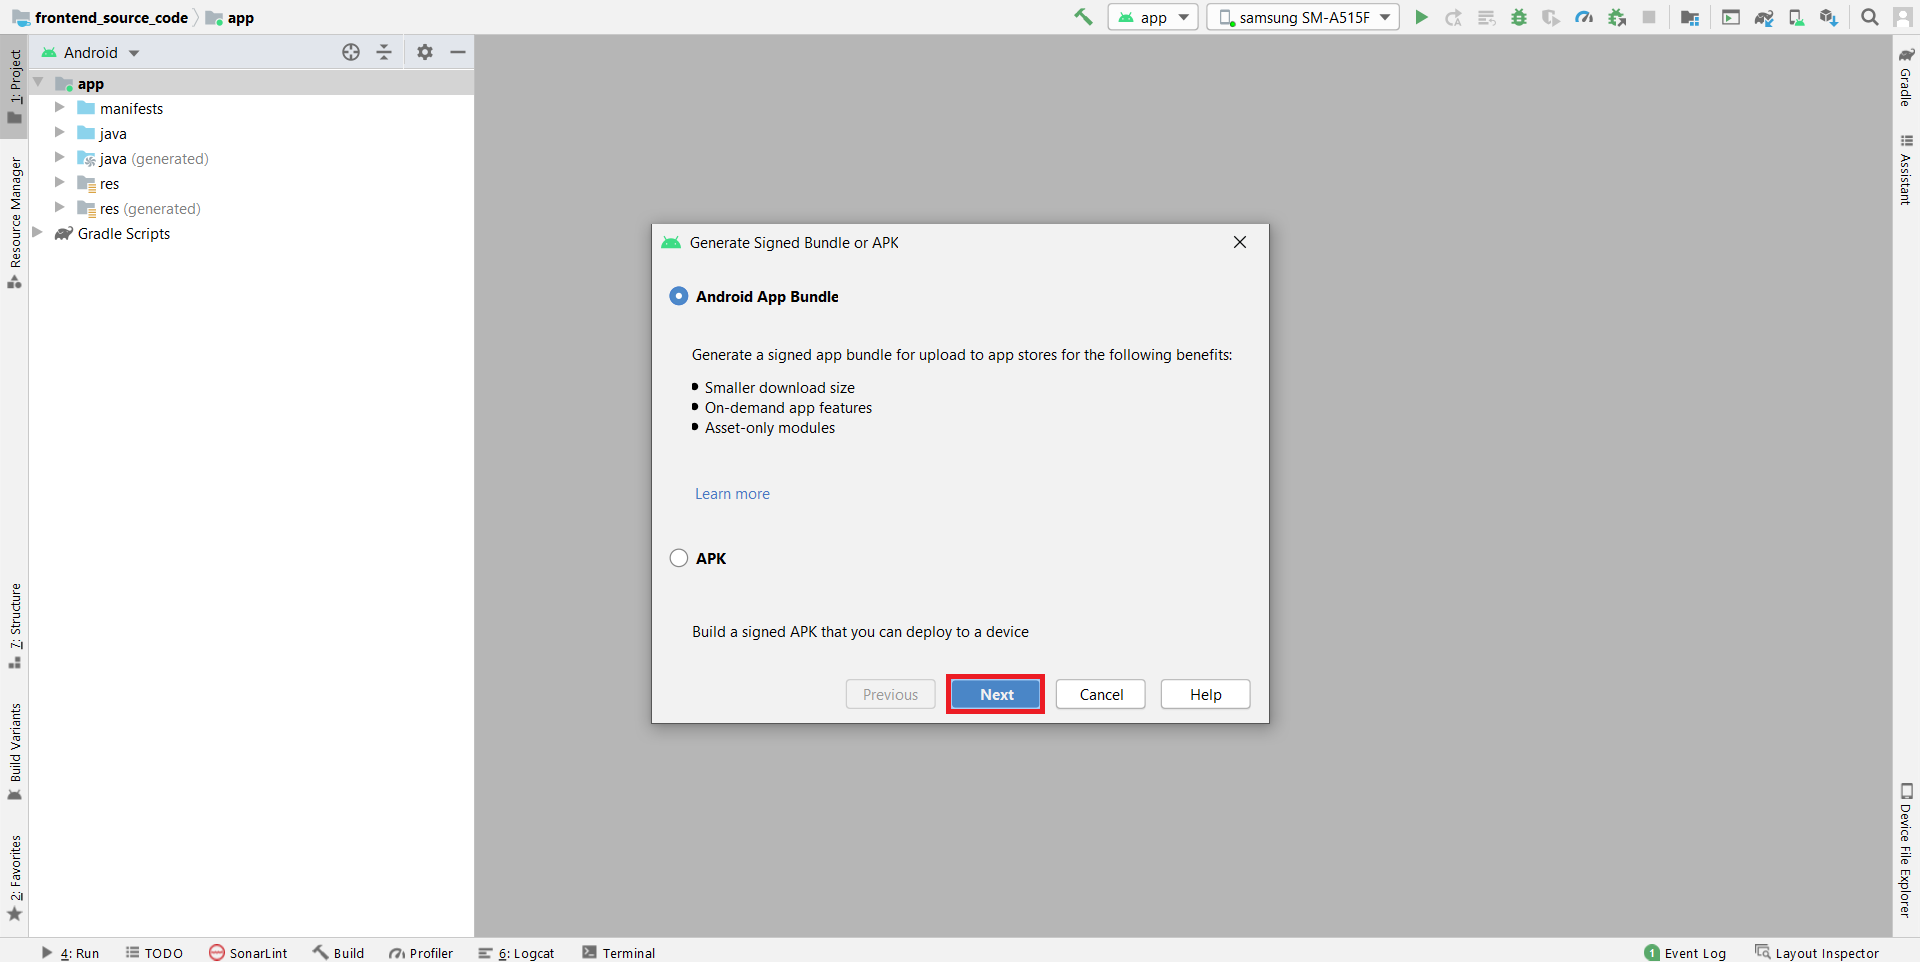 frontend_source_code app
app samsung SM-A515F
Android
app
manifests
java
java (generated)
res
res (generated)
Gradle Scripts
1: Project
Resource Manager
7: Structure
Build Variants
2: Favorites
Generate Signed Bundle or APK
Android App Bundle
Generate a signed app bundle for upload to app stores for the following benefits:
Smaller download size
On-demand app features
Asset-only modules
Learn more
APK
Build a signed APK that you can deploy to a device
Previous Next Cancel Help
Gradle
Assistant
Device File Explorer
4: Run TODO SonarLint Build Profiler 6: Logcat Terminal 1 Event Log Layout Inspector